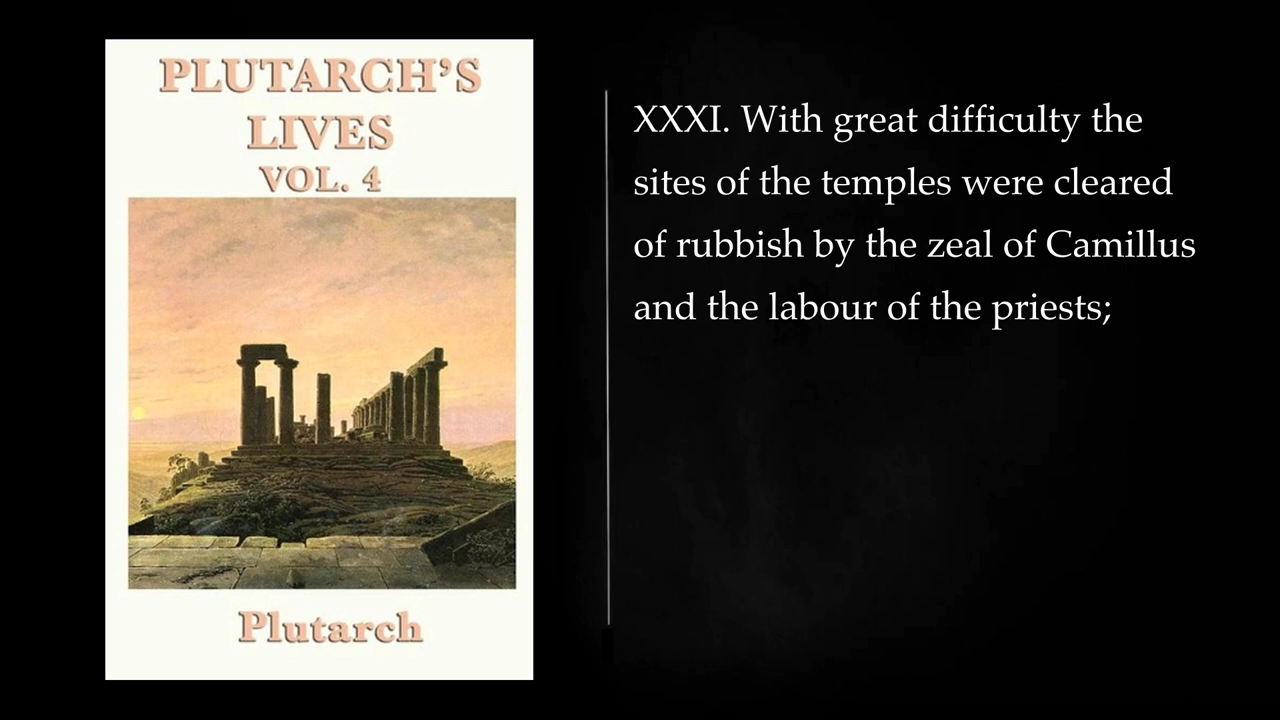 PLUTARCH'S
LIVES
VOL. 4
Plutarch
XXXI. With great difficulty the
sites of the temples were cleared
of rubbish by the zeal of Camillus
and the labour of the priests;